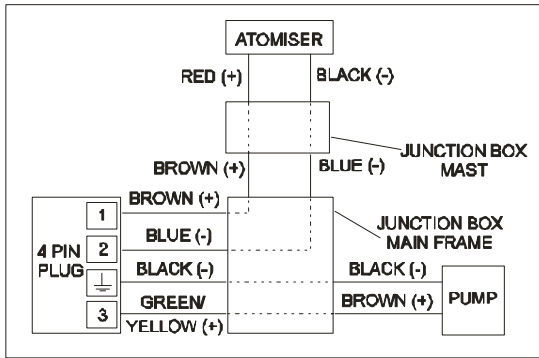 ATOMISER
RED (+)
BLACK (-)
JUNCTION BOX
MAST
BROWN (+)
BLUE (-)
BROWN (+)
1
JUNCTION BOX
MAIN FRAME
BLUE (-)
2
4 PIN
PLUG
BLACK (-)
BLACK (-)
GREEN/
YELLOW (+)
3
BROWN (+)
PUMP